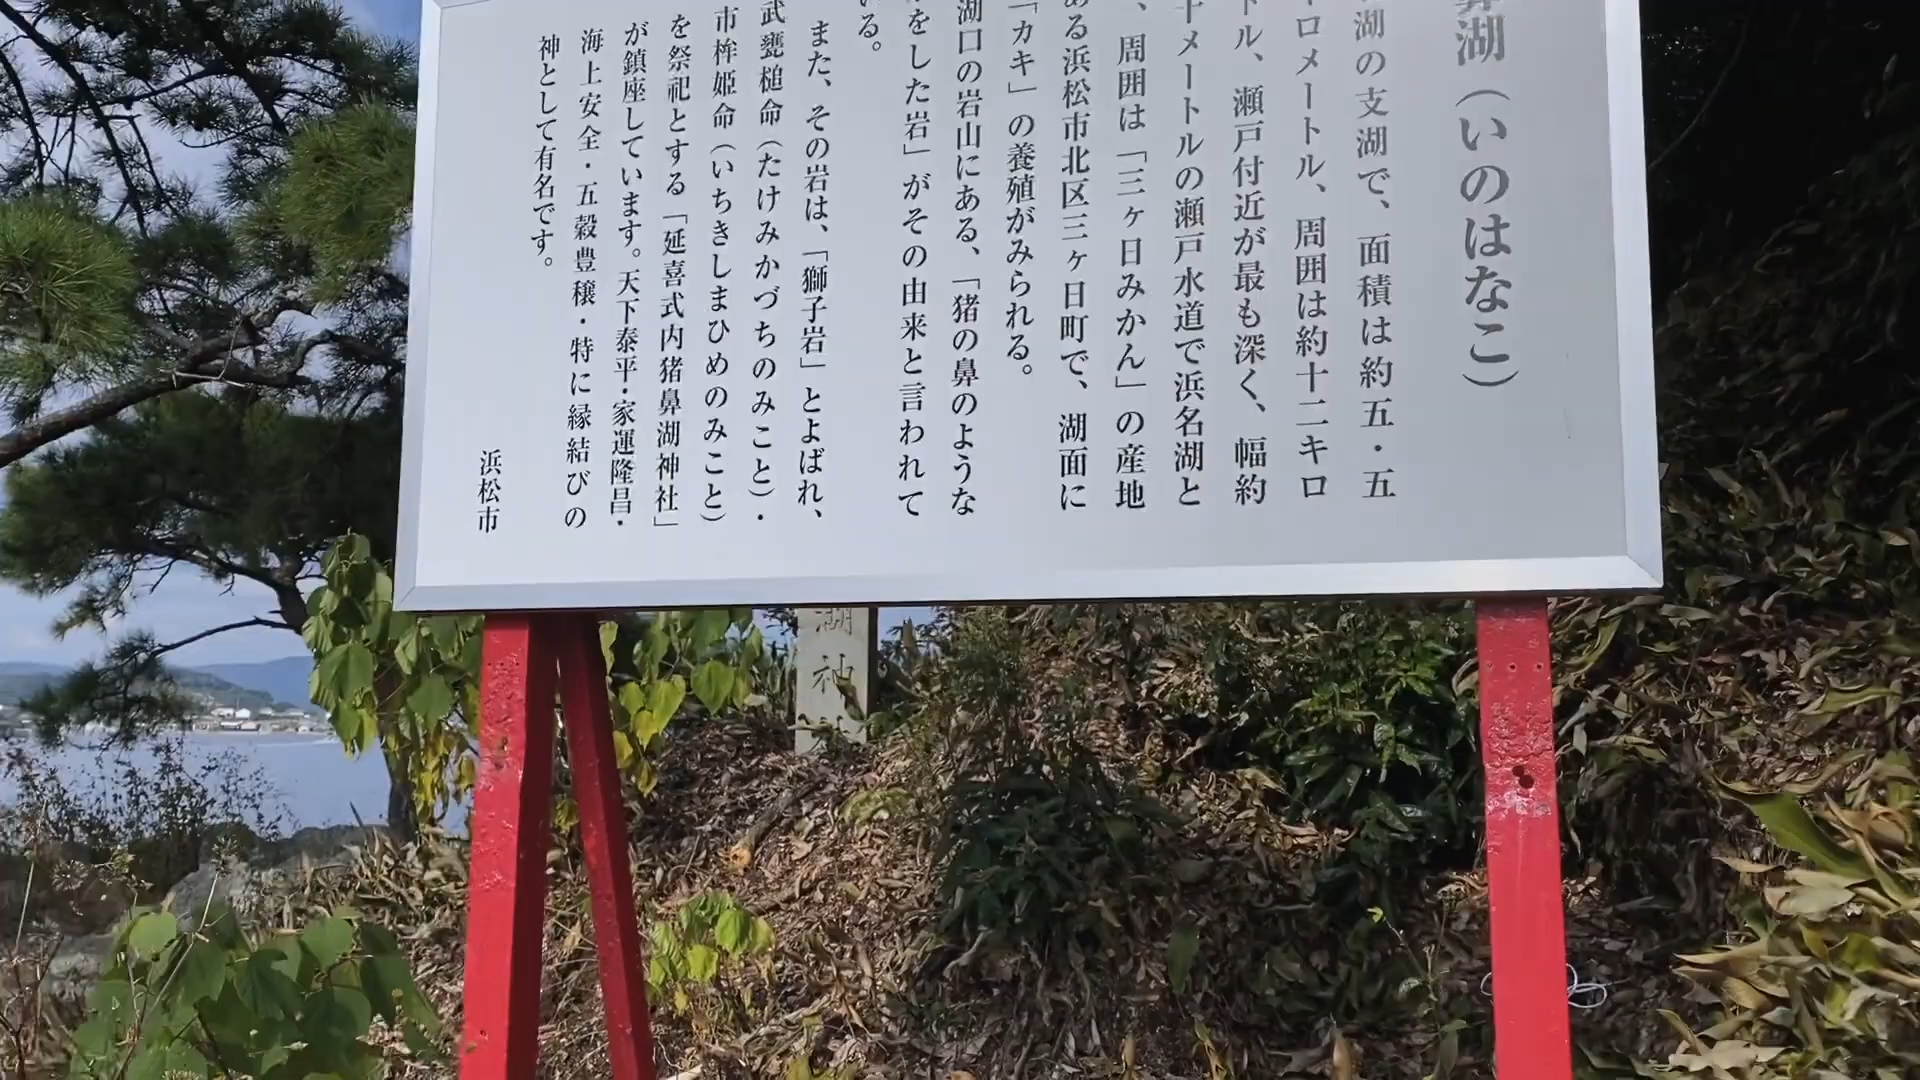 鼻湖（いのはなこ）
湖の支湖で、面積は約五・五
キロメートル、周囲は約十二キロ
トル、瀬戸付近が最も深く、幅約
十メートルの瀬戸水道で浜名湖と
、周囲は「三ヶ日みかん」の産地
ある浜松市北区三ヶ日町で、湖面に
「カキ」の養殖がみられる。
湖口の岩山にある、「猪の鼻のような
をした岩」がその由来と言われて
いる。
また、その岩は、「獅子岩」とよばれ、
武甕槌命（たけみかづちのみこと）・
市杵姫命（いちきしまひめのみこと）
を祭祀とする「延喜式内猪鼻湖神社」
が鎮座しています。天下泰平・家運隆昌・
海上安全・五穀豊穣・特に縁結びの
神として有名です。
浜松市
湖神